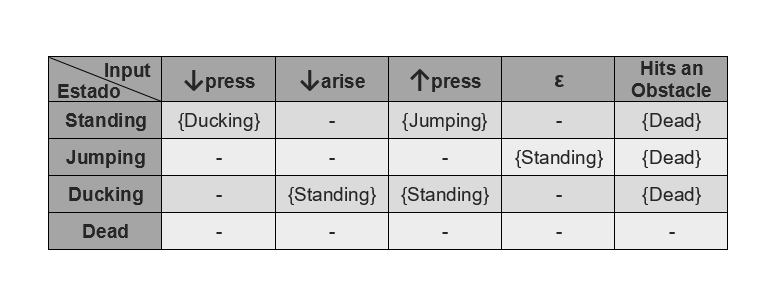 Input
Estado
↓press
↓arise
↑press
ε
Hits an
Obstacle
Standing {Ducking} - {Jumping} - {Dead}
Jumping - - - {Standing} {Dead}
Ducking - {Standing} {Standing} - {Dead}
Dead - - - - -